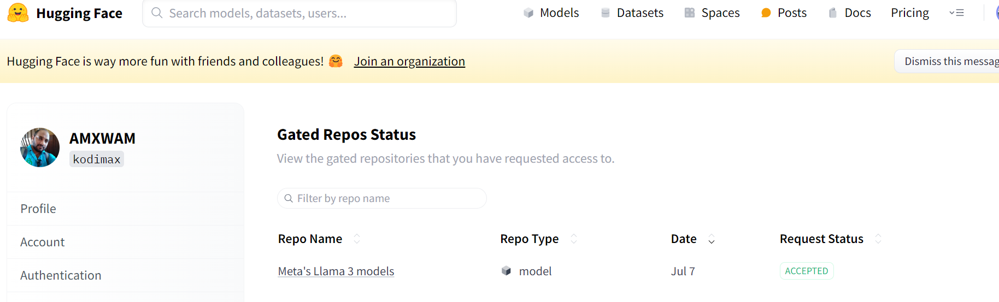 Hugging Face
Search models, datasets, users...
Models
Datasets
Spaces
Posts
Docs
Pricing
Hugging Face is way more fun with friends and colleagues! 🤗 Join an organization
Dismiss this messag
AMXWAM
kodimax
Profile
Account
Authentication
Gated Repos Status
View the gated repositories that you have requested access to.
Filter by repo name
Repo Name Repo Type Date Request Status
Meta's Llama 3 models model Jul 7 ACCEPTED